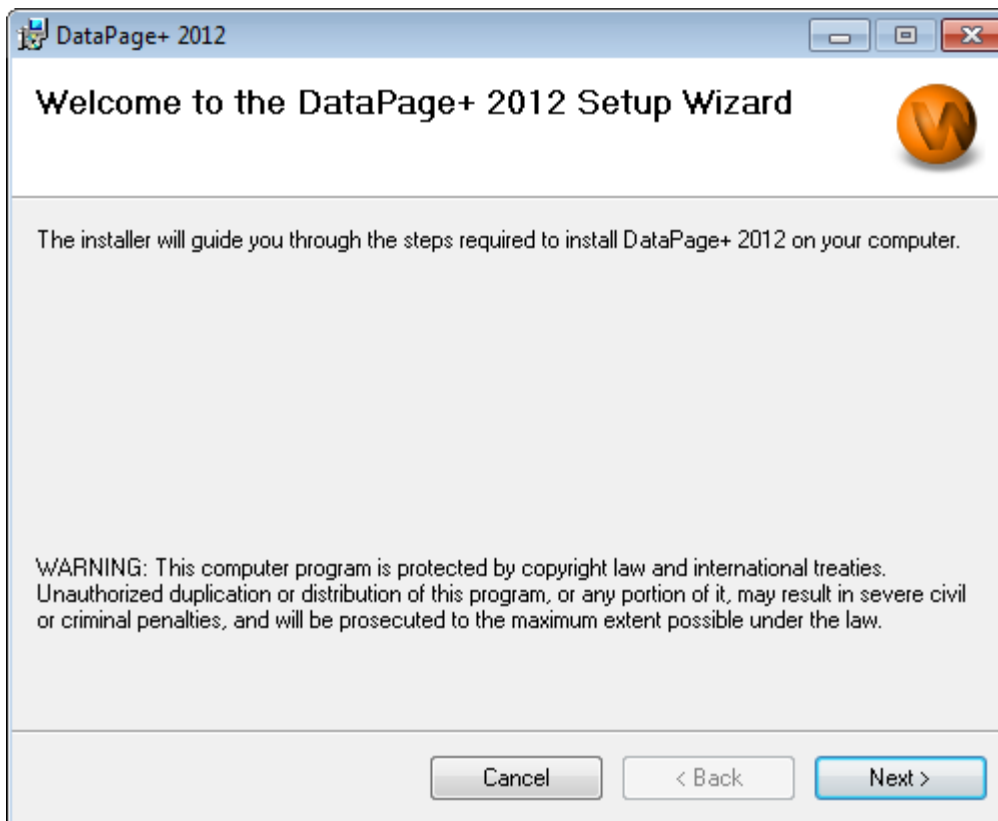 DataPage+ 2012
Welcome to the DataPage+ 2012 Setup Wizard
W
The installer will guide you through the steps required to install DataPage+ 2012 on your computer.
WARNING: This computer program is protected by copyright law and international treaties.
Unauthorized duplication or distribution of this program, or any portion of it, may result in severe civil
or criminal penalties, and will be prosecuted to the maximum extent possible under the law.
Cancel
< Back
Next >